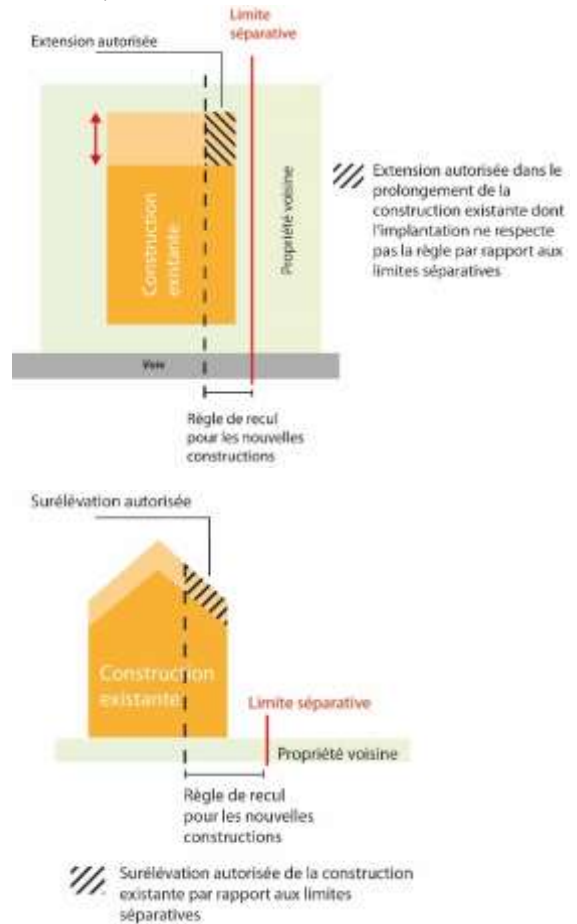 Limite
séparative
Extension autorisée
Construction
existante
Propriété voisine
Extension autorisée dans le
prolongement de la
construction existante dont
l'implantation ne respecte
pas la règle par rapport aux
limites séparatives
Voie
Règle de recul
pour les nouvelles
constructions
Surélévation autorisée
Construction
existante
Limite séparative
Propriété voisine
Règle de recul
pour les nouvelles
constructions
Surélévation autorisée de la construction
existante par rapport aux limites
séparatives